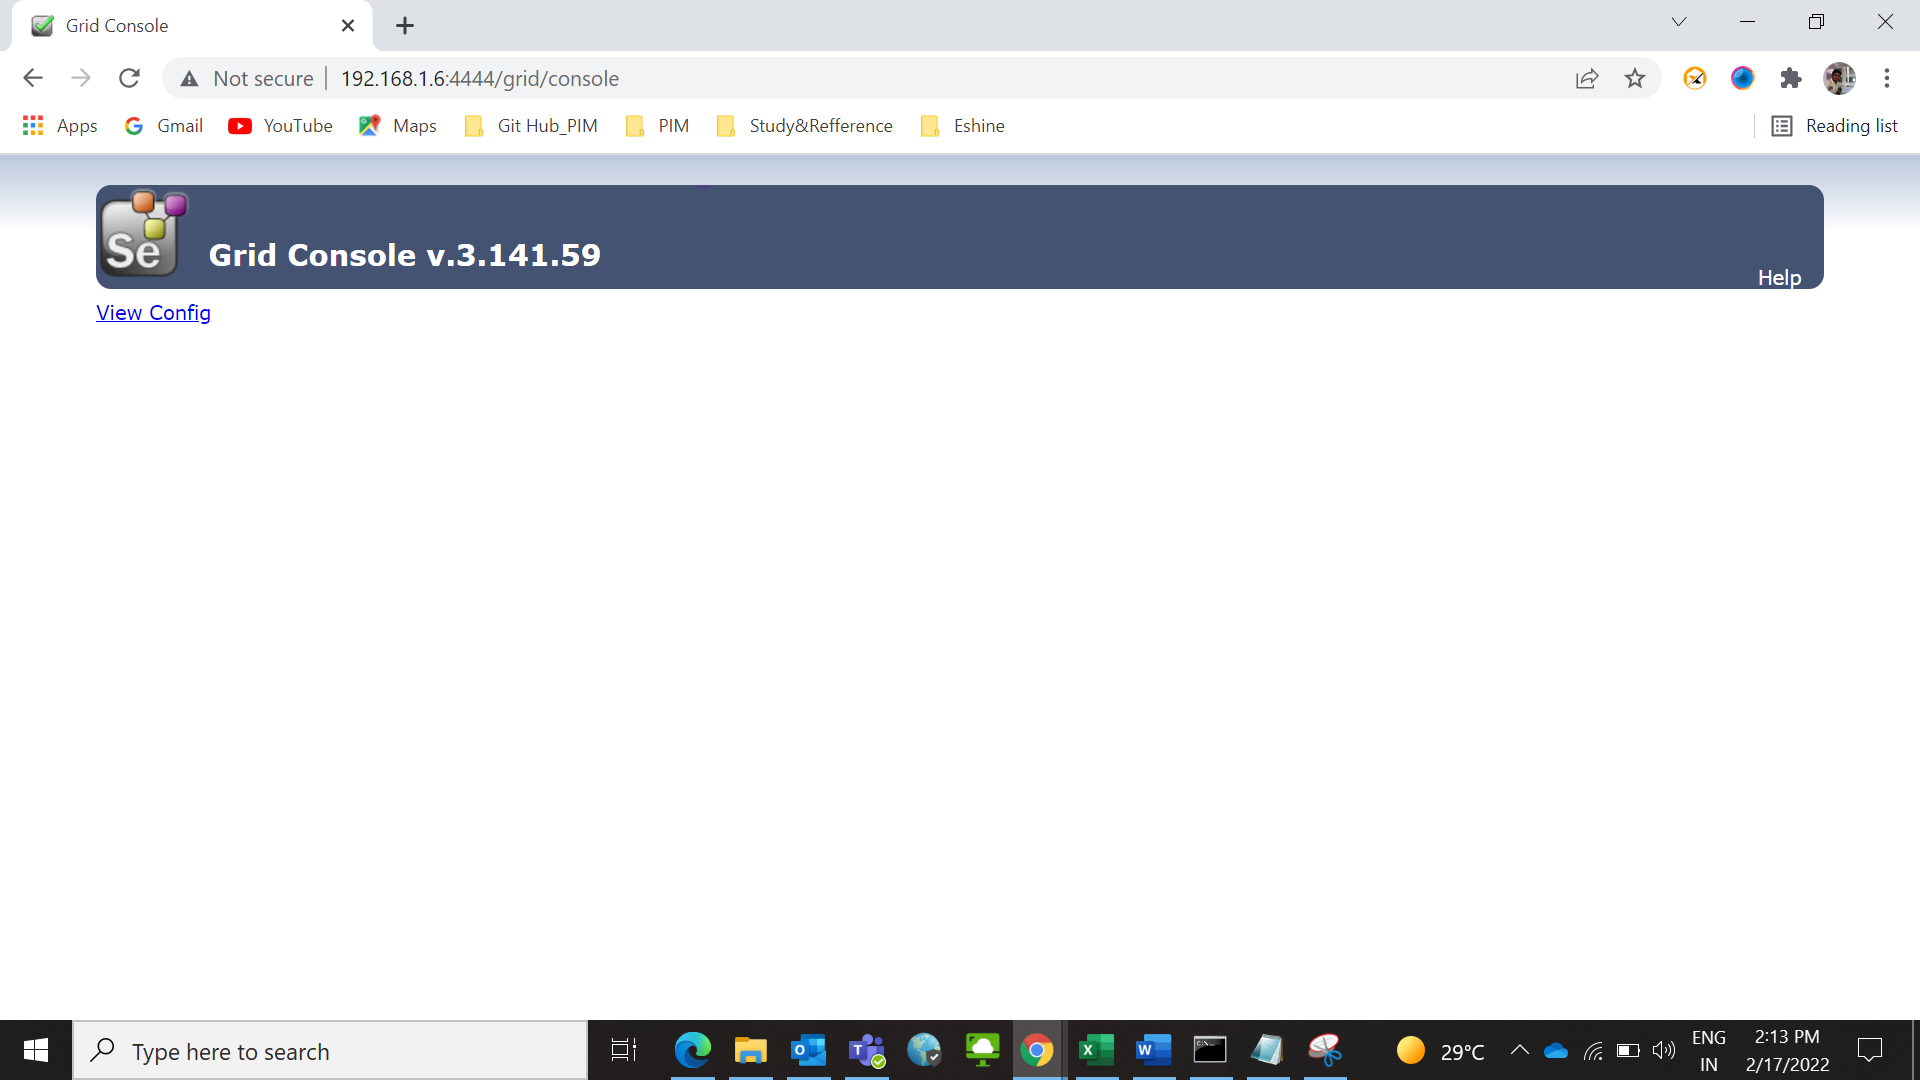 Grid Console
Not secure 192.168.1.6:4444/grid/console
Apps Gmail YouTube Maps Git Hub_PIM PIM Study&Refference Eshine Reading list
Se Grid Console v.3.141.59
Help
View Config
Type here to search
29°C
ENG
IN
2:13 PM
2/17/2022